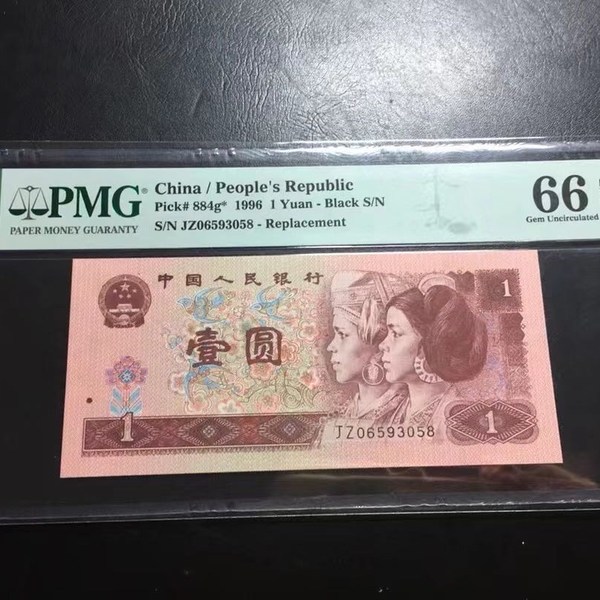 PMG
PAPER MONEY GUARANTY
China / People's Republic
Pick# 884g* 1996 1 Yuan - Black S/N
S/N JZ06593058 - Replacement
66
Gem Uncirculated
中国人民银行
1
壹圆
1
JZ06593058
1